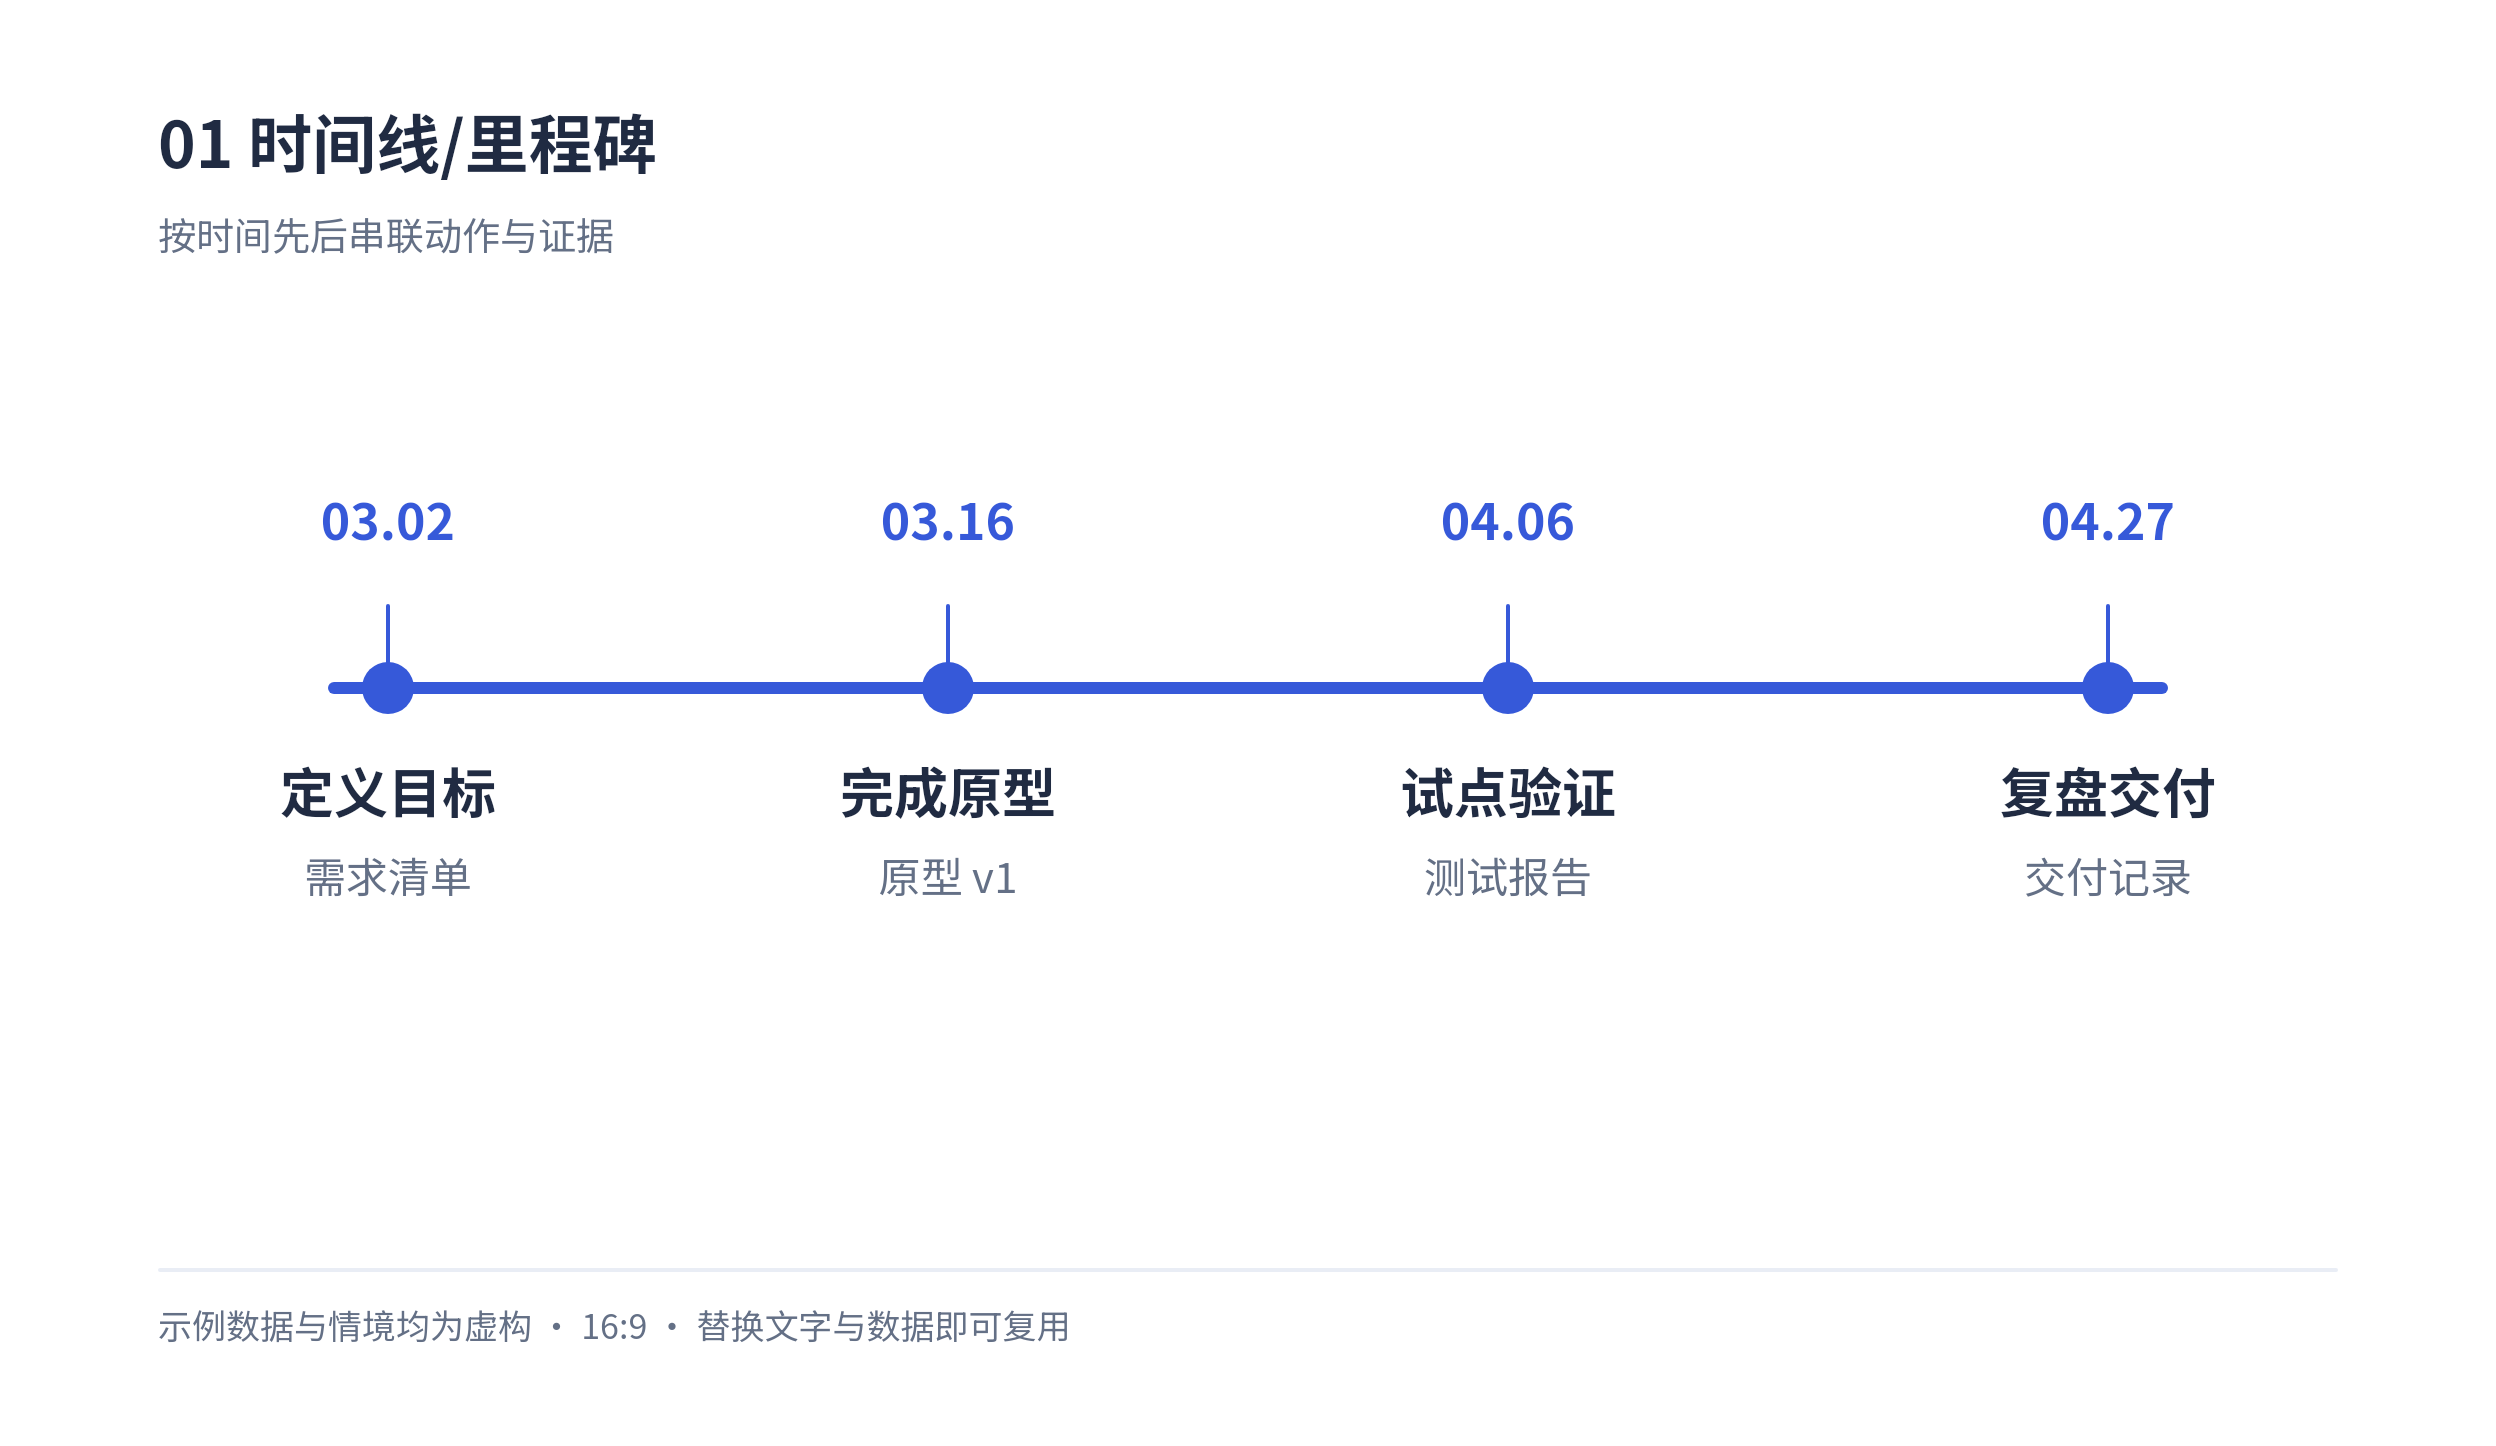 01 时间线/里程碑
按时间先后串联动作与证据
03.02
03.16
04.06
04.27
定义目标
完成原型
试点验证
复盘交付
需求清单
原型 v1
测试报告
交付记录
示例数据与情境均为虚构 · 16:9 · 替换文字与数据即可复用